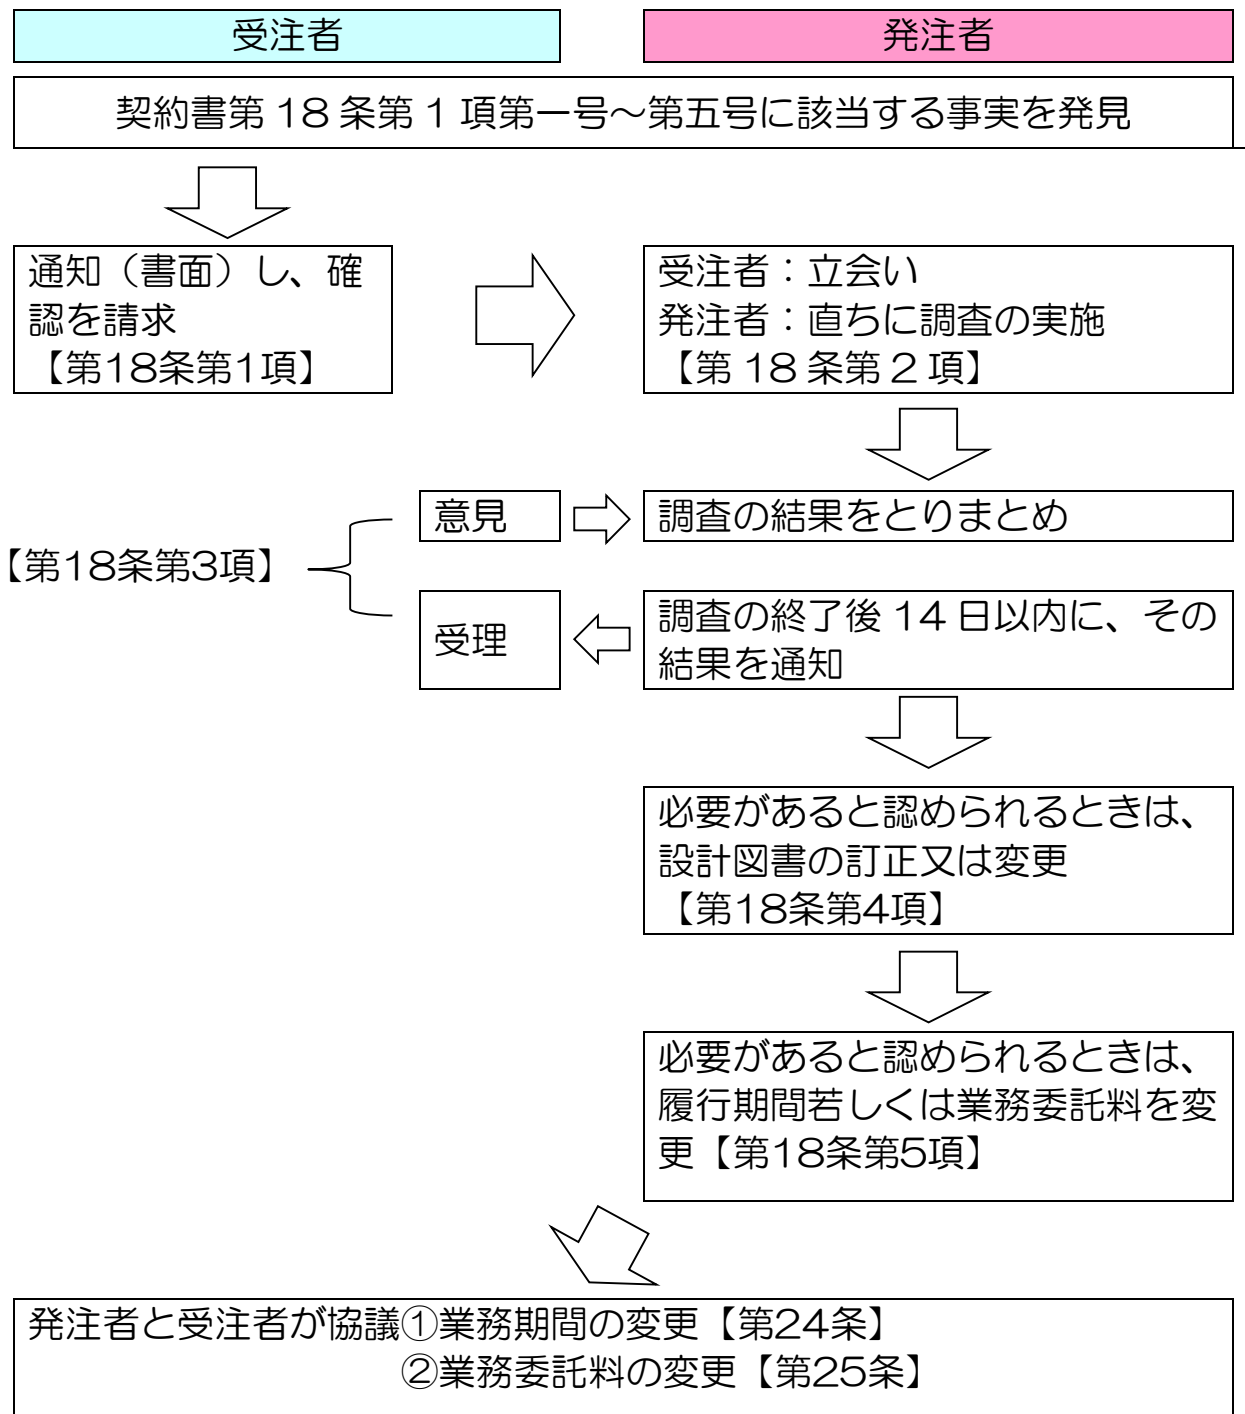 受注者
発注者
契約書第 18 条第 1 項第一号～第五号に該当する事実を発見
通知（書面）し、確
認を請求
【第18条第1項】
受注者：立会い
発注者：直ちに調査の実施
【第 18 条第 2 項】
意見
調査の結果をとりまとめ
【第18条第3項】
受理
調査の終了後 14 日以内に、その
結果を通知
必要があると認められるときは、
設計図書の訂正又は変更
【第18条第4項】
必要があると認められるときは、
履行期間若しくは業務委託料を変
更【第18条第5項】
発注者と受注者が協議①業務期間の変更【第24条】
②業務委託料の変更【第25条】